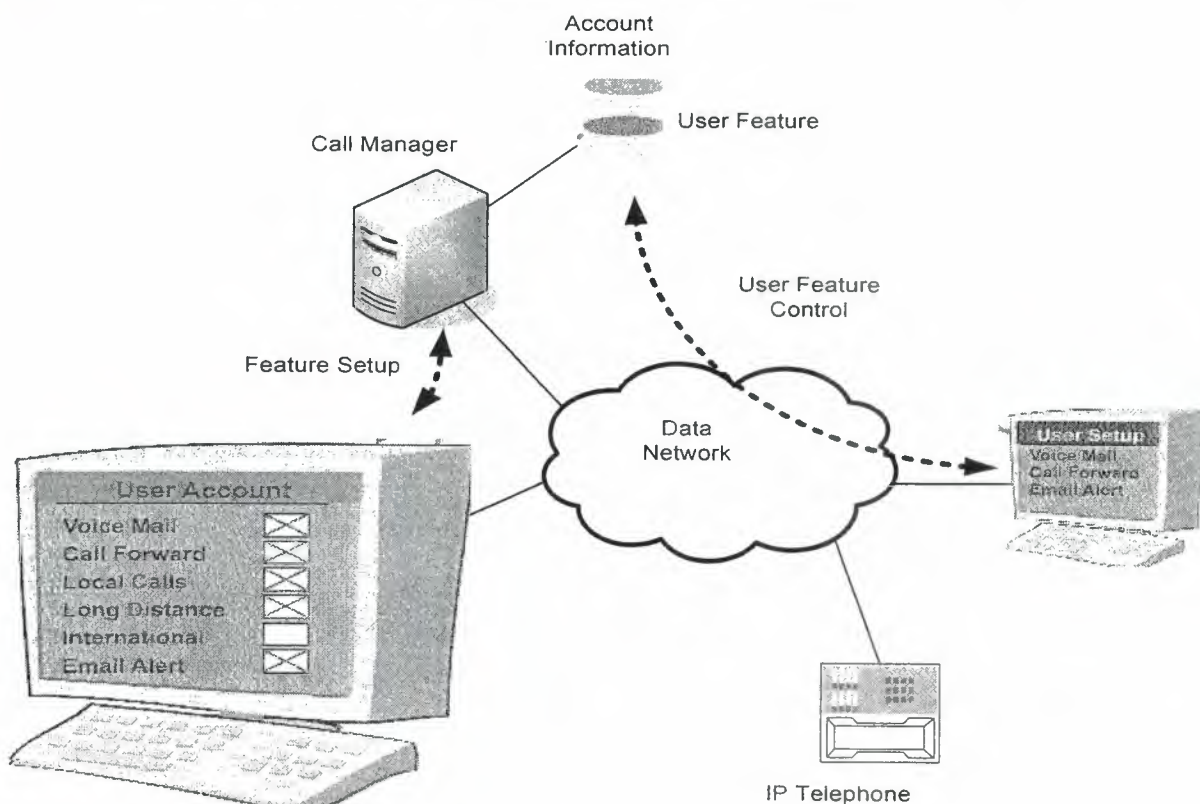 Account
Information
User Feature
Call Manager
User Feature
Control
Feature Setup
Data
Network
User Setup
Voice Mail
Call Forward
Email Alert
User Account
Voice Mail
Call Forward
Local Calls
Long Distance
International
Email Alert
IP Telephone